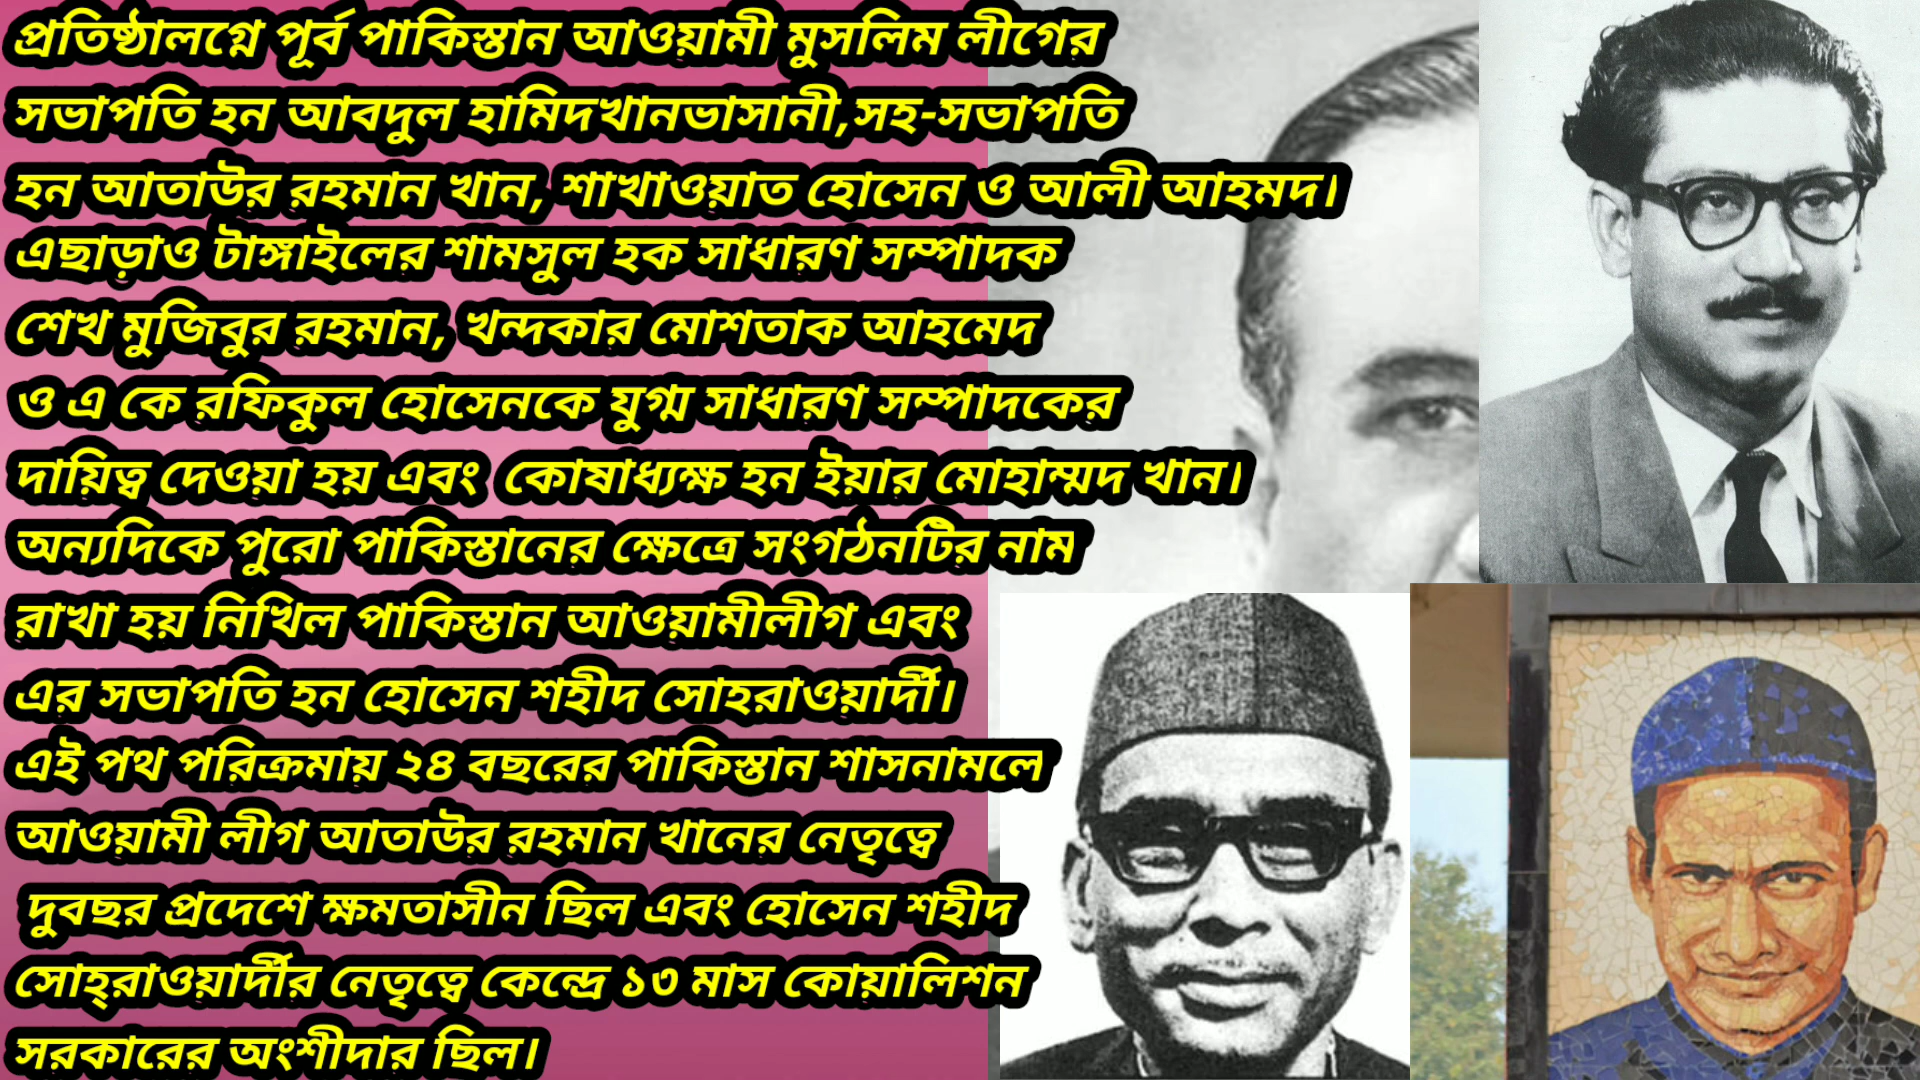 প্রতিষ্ঠালগ্নে পূর্ব পাকিস্তান আওয়ামী মুসলিম লীগের
সভাপতি হন আবদুল হামিদখানভাসানী,সহ-সভাপতি
হন আতাউর রহমান খান, শাখাওয়াত হোসেন ও আলী আহমদ।
এছাড়াও টাঙ্গাইলের শামসুল হক সাধারণ সম্পাদক
শেখ মুজিবুর রহমান, খন্দকার মোশতাক আহমেদ
ও এ কে রফিকুল হোসেনকে যুগ্ম সাধারণ সম্পাদকের
দায়িত্ব দেওয়া হয় এবং কোষাধ্যক্ষ হন ইয়ার মোহাম্মদ খান।
অন্যদিকে পুরো পাকিস্তানের ক্ষেত্রে সংগঠনটির নাম
রাখা হয় নিখিল পাকিস্তান আওয়ামীলীগ এবং
এর সভাপতি হন হোসেন শহীদ সোহরাওয়ার্দী।
এই পথ পরিক্রমায় ২৪ বছরের পাকিস্তান শাসনামলে
আওয়ামী লীগ আতাউর রহমান খানের নেতৃত্বে
দুবছর প্রদেশে ক্ষমতাসীন ছিল এবং হোসেন শহীদ
সোহ্‌রাওয়ার্দীর নেতৃত্বে কেন্দ্রে ১৩ মাস কোয়ালিশন
সরকারের অংশীদার ছিল।